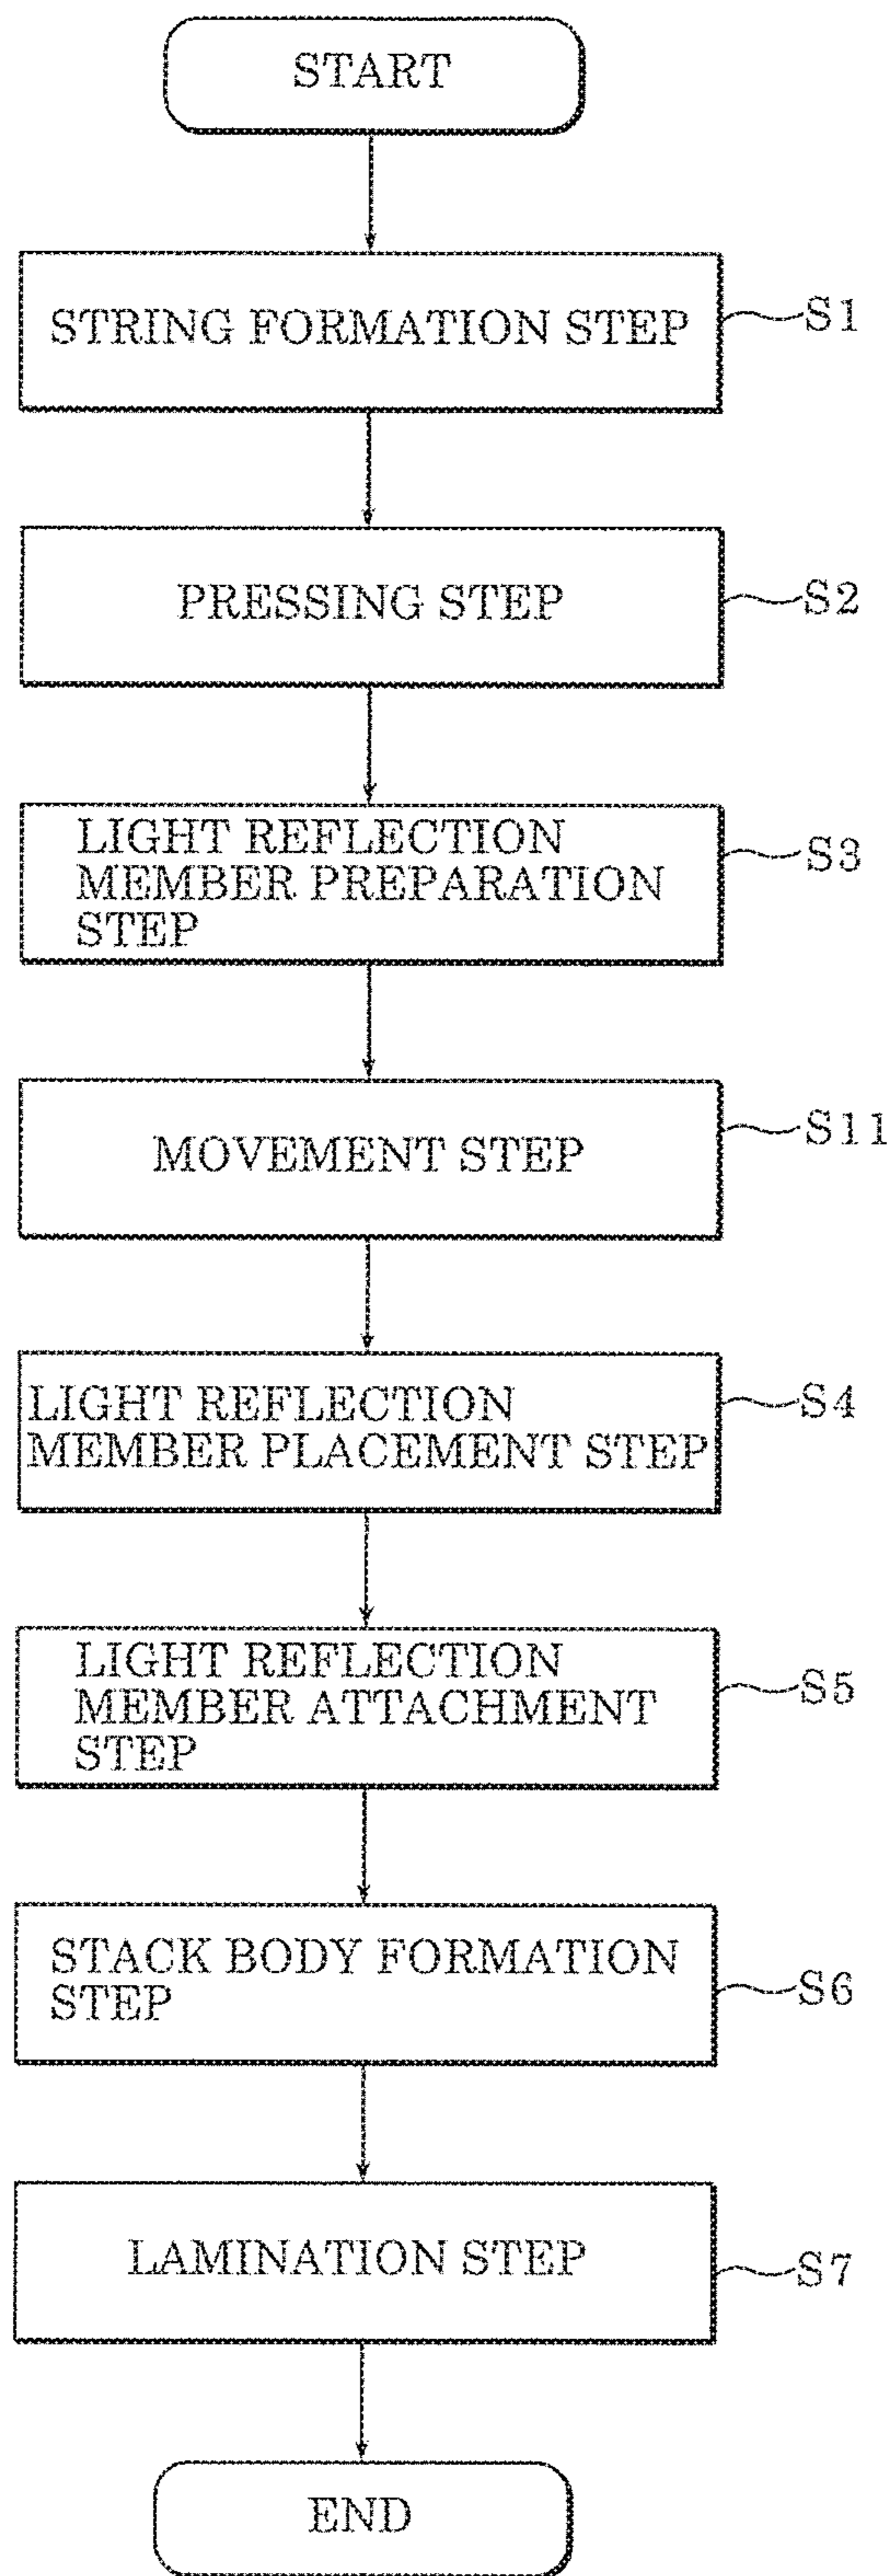 START
STRING FORMATION STEP
S1
PRESSING STEP
S2
LIGHT REFLECTION
MEMBER PREPARATION
STEP
S3
MOVEMENT STEP
S11
LIGHT REFLECTION
MEMBER PLACEMENT STEP
S4
LIGHT REFLECTION
MEMBER ATTACHMENT
STEP
S5
STACK BODY FORMATION
STEP
S6
LAMINATION STEP
S7
END